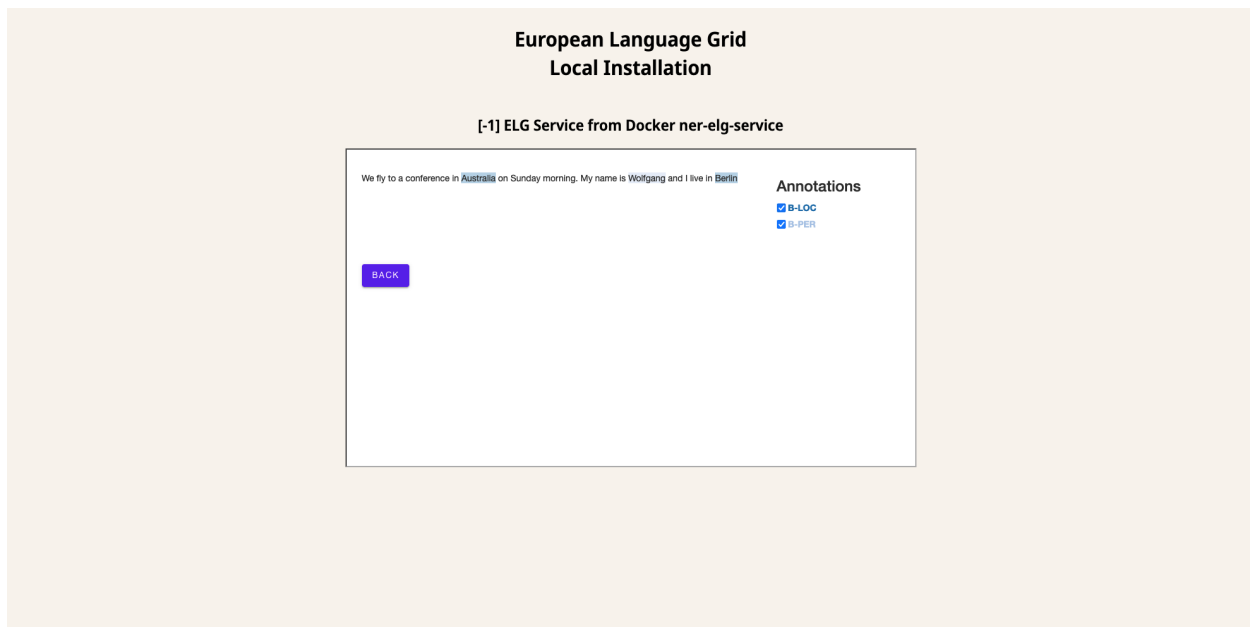 European Language Grid
Local Installation
[-1] ELG Service from Docker ner-elg-service
We fly to a conference in Australia on Sunday morning. My name is Wolfgang and I live in Berlin
Annotations
B-LOC
B-PER
BACK